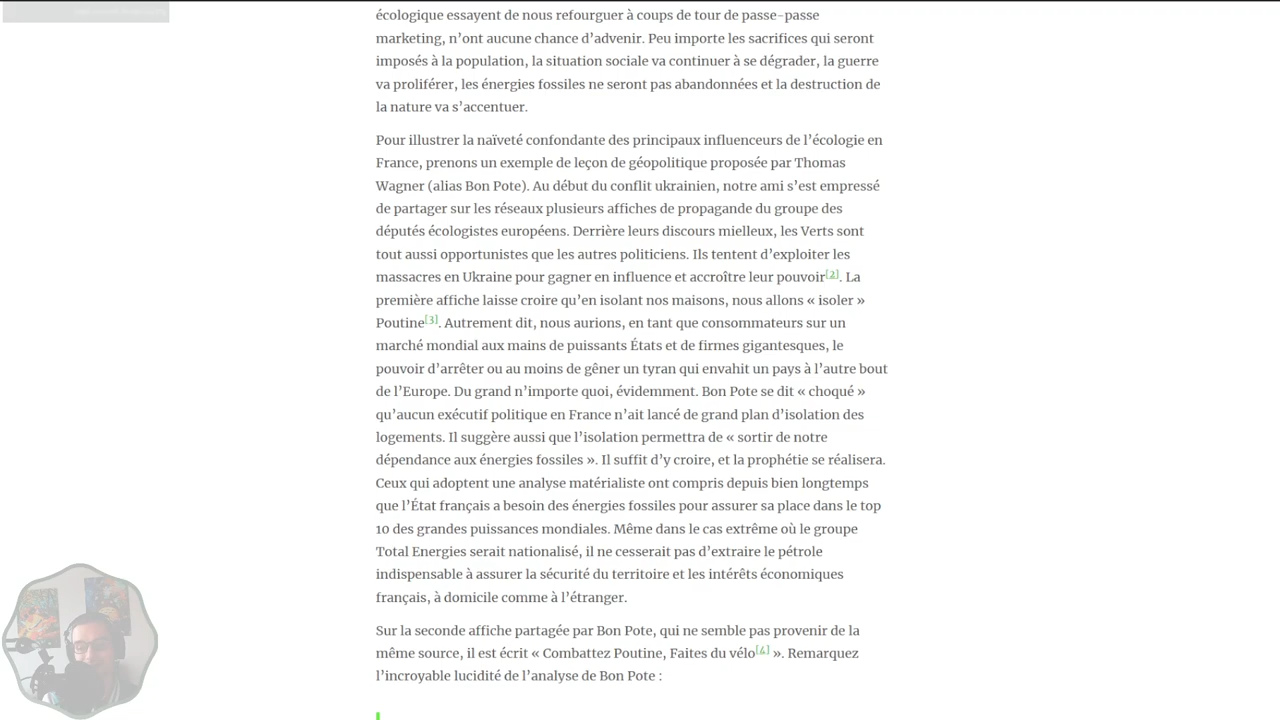 écologique essayent de nous refourguer à coups de tour de passe-passe
marketing, n’ont aucune chance d’advenir. Peu importe les sacrifices qui seront
imposés à la population, la situation sociale va continuer à se dégrader, la guerre
va proliférer, les énergies fossiles ne seront pas abandonnées et la destruction de
la nature va s’accentuer.
Pour illustrer la naïveté confondante des principaux influenceurs de l’écologie en
France, prenons un exemple de leçon de géopolitique proposée par Thomas
Wagner (alias Bon Pote). Au début du conflit ukrainien, notre ami s’est empressé
de partager sur les réseaux plusieurs affiches de propagande du groupe des
députés écologistes européens. Derrière leurs discours mielleux, les Verts sont
tout aussi opportunistes que les autres politiciens. Ils tentent d’exploiter les
massacres en Ukraine pour gagner en influence et accroître leur pouvoir[2]. La
première affiche laisse croire qu’en isolant nos maisons, nous allons « isoler »
Poutine[3]. Autrement dit, nous aurions, en tant que consommateurs sur un
marché mondial aux mains de puissants États et de firmes gigantesques, le
pouvoir d’arrêter ou au moins de gêner un tyran qui envahit un pays à l’autre bout
de l’Europe. Du grand n’importe quoi, évidemment. Bon Pote se dit « choqué »
qu’aucun exécutif politique en France n’ait lancé de grand plan d’isolation des
logements. Il suggère aussi que l’isolation permettra de « sortir de notre
dépendance aux énergies fossiles ». Il suffit d’y croire, et la prophétie se réalisera.
Ceux qui adoptent une analyse matérialiste ont compris depuis bien longtemps
que l’État français a besoin des énergies fossiles pour assurer sa place dans le top
10 des grandes puissances mondiales. Même dans le cas extrême où le groupe
Total Energies serait nationalisé, il ne cesserait pas d’extraire le pétrole
indispensable à assurer la sécurité du territoire et les intérêts économiques
français, à domicile comme à l’étranger.
Sur la seconde affiche partagée par Bon Pote, qui ne semble pas provenir de la
même source, il est écrit « Combattez Poutine, Faites du vélo[4] ». Remarquez
l’incroyable lucidité de l’analyse de Bon Pote :